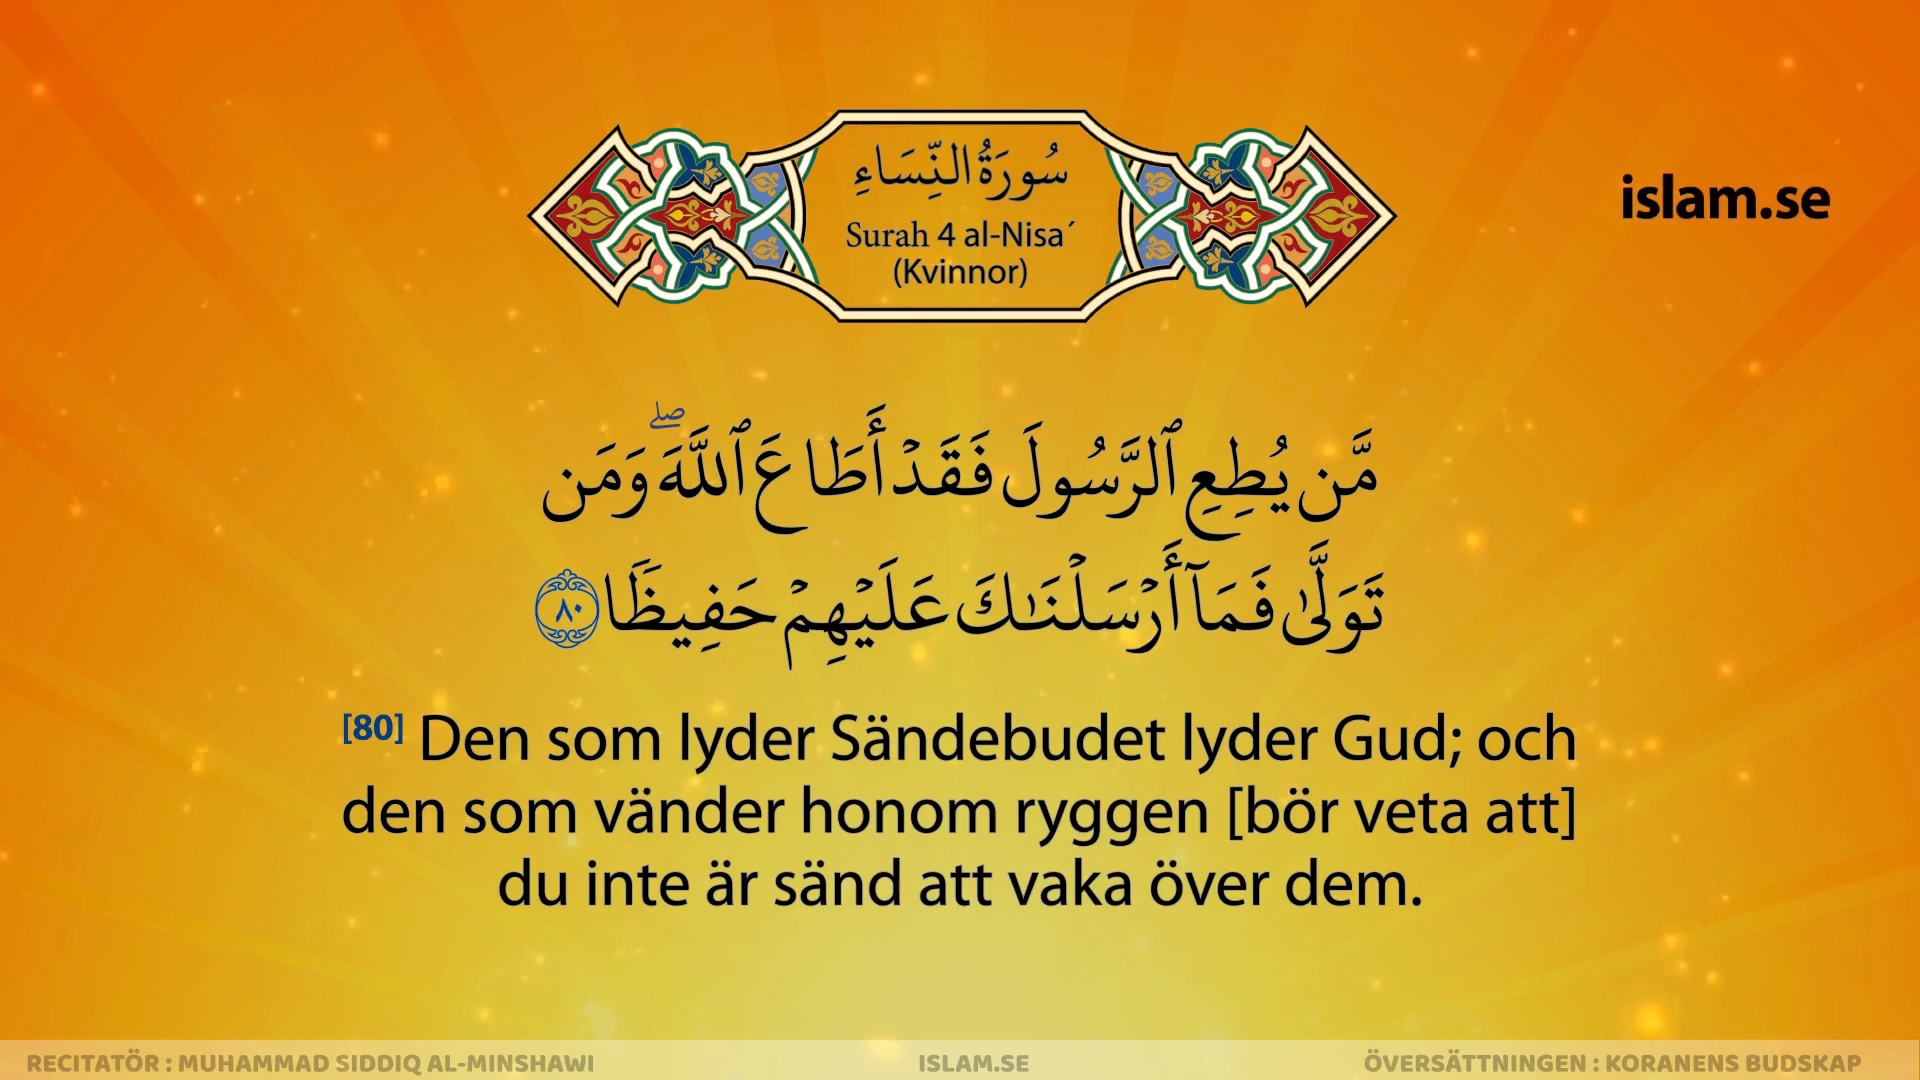 سُورَةُ النِّسَاءِ
Surah 4 al-Nisa´
(Kvinnor)
islam.se
مَّن يُطِعِ ٱلرَّسُولَ فَقَدۡ أَطَاعَ ٱللَّهَۖ وَمَن
تَوَلَّىٰ فَمَآ أَرۡسَلۡنَٰكَ عَلَيۡهِمۡ حَفِيظٗا ٨٠
[80] Den som lyder Sändebudet lyder Gud; och
den som vänder honom ryggen [bör veta att]
du inte är sänd att vaka över dem.
RECITATÖR : MUHAMMAD SIDDIQ AL-MINSHAWI
ISLAM.SE
ÖVERSÄTTNINGEN : KORANENS BUDSKAP